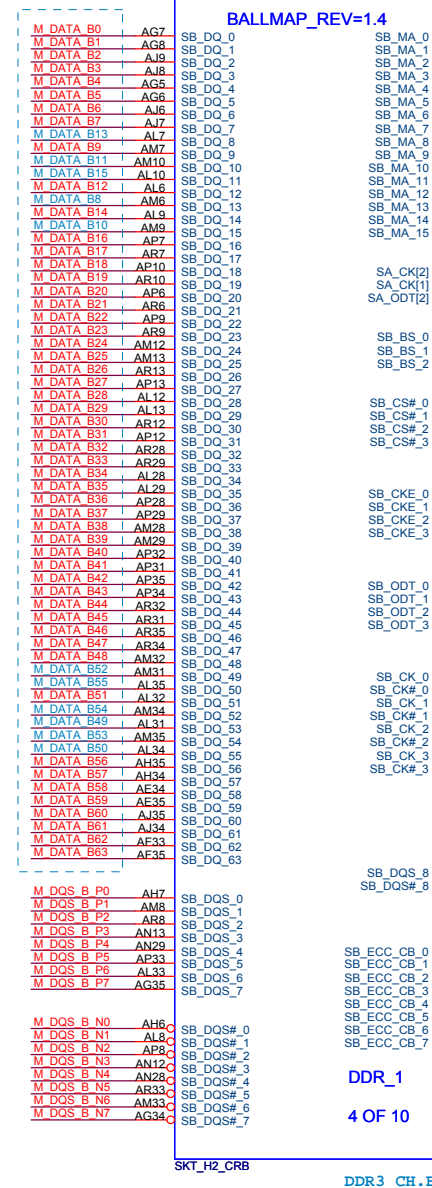 BALLMAP_REV=1.4
M_DATA_B0 AG7 SB_DQ_0 SB_MA_0
M_DATA_B1 AG8 SB_DQ_1 SB_MA_1
M_DATA_B2 AJ9 SB_DQ_2 SB_MA_2
M_DATA_B3 AJ8 SB_DQ_3 SB_MA_3
M_DATA_B4 AG5 SB_DQ_4 SB_MA_4
M_DATA_B5 AG6 SB_DQ_5 SB_MA_5
M_DATA_B6 AJ6 SB_DQ_6 SB_MA_6
M_DATA_B7 AJ7 SB_DQ_7 SB_MA_7
M_DATA_B13 AL7 SB_DQ_8 SB_MA_8
M_DATA_B9 AM7 SB_DQ_9 SB_MA_9
M_DATA_B11 AM10 SB_DQ_10 SB_MA_10
M_DATA_B15 AL10 SB_DQ_11 SB_MA_11
M_DATA_B12 AL6 SB_DQ_12 SB_MA_12
M_DATA_B8 AM6 SB_DQ_13 SB_MA_13
M_DATA_B14 AL9 SB_DQ_14 SB_MA_14
M_DATA_B10 AM9 SB_DQ_15 SB_MA_15
M_DATA_B16 AP7 SB_DQ_16
M_DATA_B17 AR7 SB_DQ_17
M_DATA_B18 AP10 SB_DQ_18 SA_CK[2]
M_DATA_B19 AR10 SB_DQ_19 SA_CK[1]
M_DATA_B20 AP6 SB_DQ_20 SA_ODT[2]
M_DATA_B21 AR6 SB_DQ_21
M_DATA_B22 AP9 SB_DQ_22
M_DATA_B23 AR9 SB_DQ_23 SB_BS_0
M_DATA_B24 AM12 SB_DQ_24 SB_BS_1
M_DATA_B25 AM13 SB_DQ_25 SB_BS_2
M_DATA_B26 AR13 SB_DQ_26
M_DATA_B27 AP13 SB_DQ_27
M_DATA_B28 AL12 SB_DQ_28 SB_CS#_0
M_DATA_B29 AL13 SB_DQ_29 SB_CS#_1
M_DATA_B30 AR12 SB_DQ_30 SB_CS#_2
M_DATA_B31 AP12 SB_DQ_31 SB_CS#_3
M_DATA_B32 AR28 SB_DQ_32
M_DATA_B33 AR29 SB_DQ_33
M_DATA_B34 AL28 SB_DQ_34
M_DATA_B35 AL29 SB_DQ_35 SB_CKE_0
M_DATA_B36 AP28 SB_DQ_36 SB_CKE_1
M_DATA_B37 AP29 SB_DQ_37 SB_CKE_2
M_DATA_B38 AM28 SB_DQ_38 SB_CKE_3
M_DATA_B39 AM29 SB_DQ_39
M_DATA_B40 AP32 SB_DQ_40
M_DATA_B41 AP31 SB_DQ_41
M_DATA_B42 AP35 SB_DQ_42 SB_ODT_0
M_DATA_B43 AP34 SB_DQ_43 SB_ODT_1
M_DATA_B44 AR32 SB_DQ_44 SB_ODT_2
M_DATA_B45 AR31 SB_DQ_45 SB_ODT_3
M_DATA_B46 AR35 SB_DQ_46
M_DATA_B47 AR34 SB_DQ_47
M_DATA_B48 AM32 SB_DQ_48
M_DATA_B52 AM31 SB_DQ_49 SB_CK_0
M_DATA_B55 AL35 SB_DQ_50 SB_CK#_0
M_DATA_B51 AL32 SB_DQ_51 SB_CK_1
M_DATA_B54 AM34 SB_DQ_52 SB_CK#_1
M_DATA_B49 AL31 SB_DQ_53 SB_CK_2
M_DATA_B53 AM35 SB_DQ_54 SB_CK#_2
M_DATA_B50 AL34 SB_DQ_55 SB_CK_3
M_DATA_B56 AH35 SB_DQ_56 SB_CK#_3
M_DATA_B57 AH34 SB_DQ_57
M_DATA_B58 AE34 SB_DQ_58
M_DATA_B59 AE35 SB_DQ_59
M_DATA_B60 AJ35 SB_DQ_60
M_DATA_B61 AJ34 SB_DQ_61
M_DATA_B62 AF33 SB_DQ_62
M_DATA_B63 AF35 SB_DQ_63
SB_DQS_8
SB_DQS#_8
M_DQS_B_P0 AH7 SB_DQS_0
M_DQS_B_P1 AM8 SB_DQS_1
M_DQS_B_P2 AR8 SB_DQS_2
M_DQS_B_P3 AN13 SB_DQS_3
M_DQS_B_P4 AN29 SB_DQS_4 SB_ECC_CB_0
M_DQS_B_P5 AP33 SB_DQS_5 SB_ECC_CB_1
M_DQS_B_P6 AL33 SB_DQS_6 SB_ECC_CB_2
M_DQS_B_P7 AG35 SB_DQS_7 SB_ECC_CB_3
SB_ECC_CB_4
SB_ECC_CB_5
M_DQS_B_N0 AH6 SB_DQS#_0 SB_ECC_CB_6
M_DQS_B_N1 AL8 SB_DQS#_1 SB_ECC_CB_7
M_DQS_B_N2 AP8 SB_DQS#_2
M_DQS_B_N3 AN12 SB_DQS#_3
M_DQS_B_N4 AN28 SB_DQS#_4
M_DQS_B_N5 AR33 SB_DQS#_5
M_DQS_B_N6 AM33 SB_DQS#_6
M_DQS_B_N7 AG34 SB_DQS#_7
DDR_1
4 OF 10
SKT_H2_CRB
DDR3 CH.B